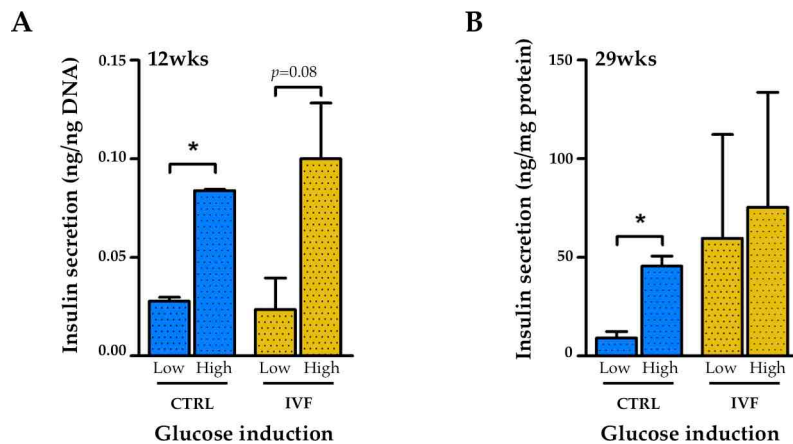 A
12wks
Insulin secretion (ng/ng DNA)
0.15
0.10
0.05
0.00
*
p=0.08
Low High Low High
CTRL IVF
Glucose induction
B
29wks
Insulin secretion (ng/mg protein)
150
100
50
0
*
Low High Low High
CTRL IVF
Glucose induction